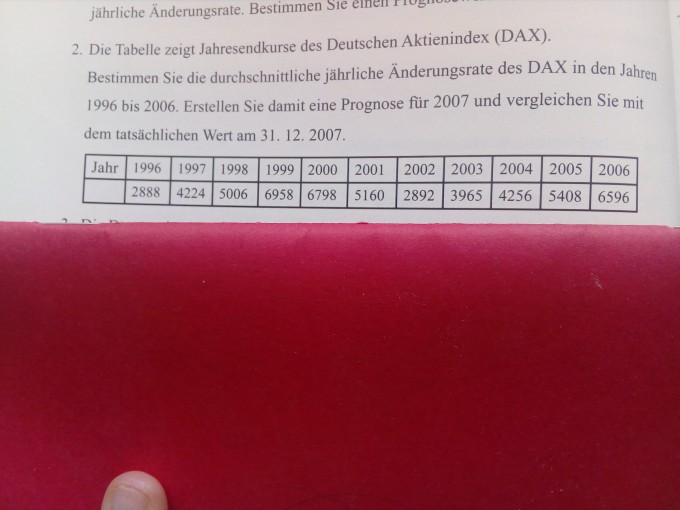 jährliche Änderungsrate. Bestimmen Sie einen
2. Die Tabelle zeigt Jahresendkurse des Deutschen Aktienindex (DAX).
Bestimmen Sie die durchschnittliche jährliche Änderungsrate des DAX in den Jahren
1996 bis 2006. Erstellen Sie damit eine Prognose für 2007 und vergleichen Sie mit
dem tatsächlichen Wert am 31. 12. 2007.
Jahr 1996 1997 1998 1999 2000 2001 2002 2003 2004 2005 2006
2888 4224 5006 6958 6798 5160 2892 3965 4256 5408 6596